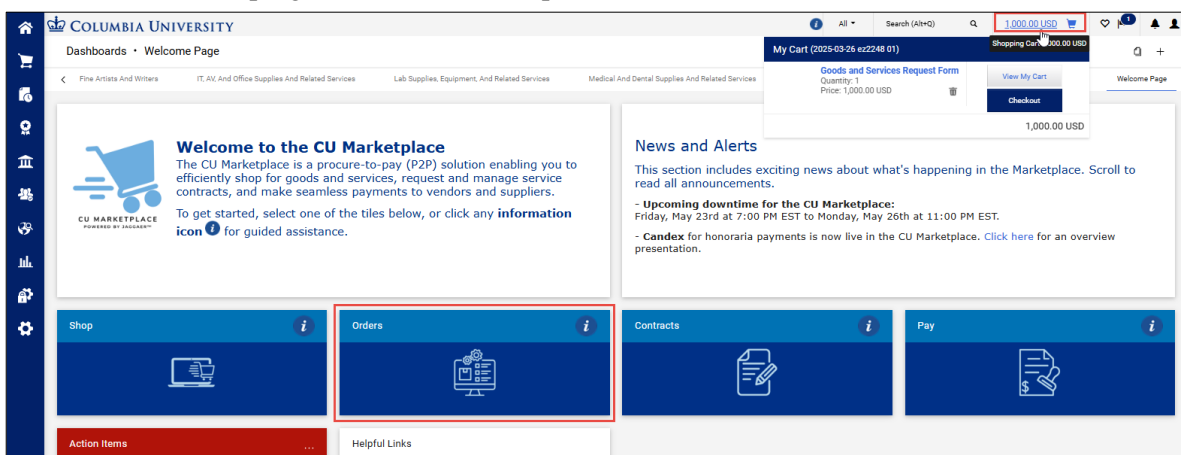 COLUMBIA UNIVERSITY
All
Search (Alt+Q)
1,000.00 USD
1
Dashboards • Welcome Page
My Cart (2025-03-26 ez2248 01)
Fine Artists And Writers
IT, AV, And Office Supplies And Related Services
Lab Supplies, Equipment, And Related Services
Medical And Dental Supplies And Related Services
Welcome Page
Goods and Services Request Form
Quantity: 1
Price: 1,000.00 USD
View My Cart
Checkout
1,000.00 USD
CU MARKETPLACE
POWERED BY JAGGAER™
Welcome to the CU Marketplace
The CU Marketplace is a procure-to-pay (P2P) solution enabling you to
efficiently shop for goods and services, request and manage service
contracts, and make seamless payments to vendors and suppliers.
To get started, select one of the tiles below, or click any information
icon i for guided assistance.
News and Alerts
This section includes exciting news about what's happening in the Marketplace. Scroll to
read all announcements.
- Upcoming downtime for the CU Marketplace:
Friday, May 23rd at 7:00 PM EST to Monday, May 26th at 11:00 PM EST.
- Candex for honoraria payments is now live in the CU Marketplace. Click here for an overview
presentation.
Shop
Orders
Contracts
Pay
Action Items
...
Helpful Links